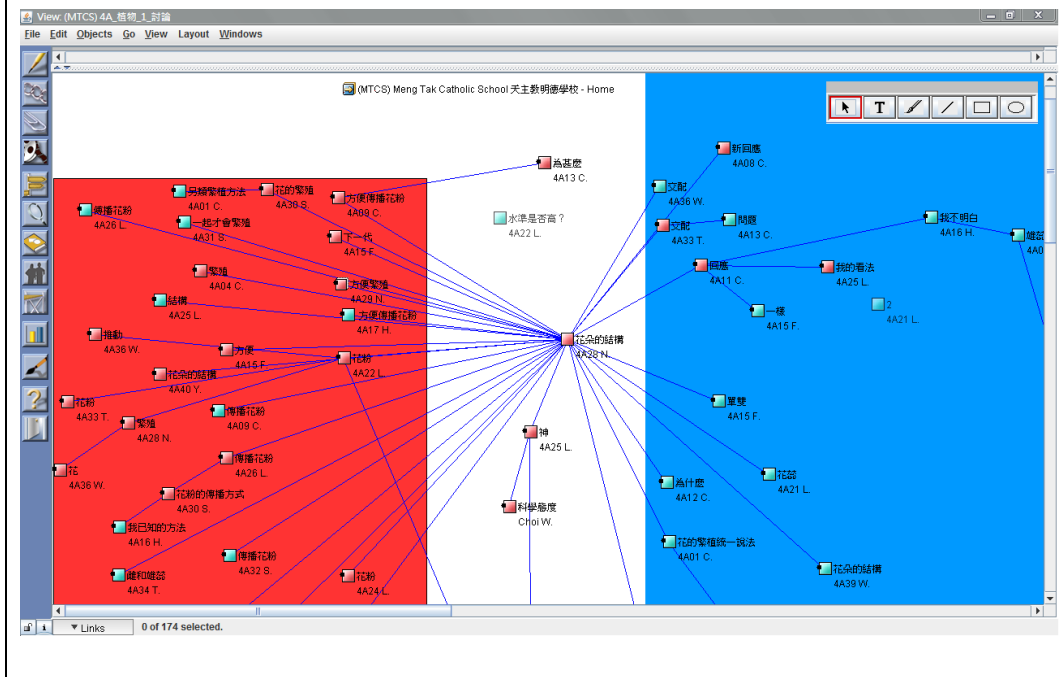 View: (MTCS) 4A_植物_1_討論
File Edit Objects Go View Layout Windows
(MTCS) Meng Tak Catholic School 天主教明德學校 - Home
T
新回應
4A08 C.
為甚麼
4A13 C.
交配
4A36 W.
另類繁植方法
4A01 C.
花的繁殖
4A30 S.
方便傳播花粉
4A09 C.
傳播花粉
4A26 L.
一起才會繁殖
4A31 S.
水準是否高？
4A22 L.
交配
4A33 T.
問題
4A13 C.
我不明白
4A16 H.
雄蕊
4A0
下一代
4A15 F.
繁殖
4A04 C.
回應
4A11 C.
我的看法
4A25 L.
方便繁殖
4A29 N.
結構
4A25 L.
方便傳播花粉
4A17 H.
一樣
4A15 F.
2
4A21 L.
推動
4A36 W.
方便
4A15 F.
花粉
4A22 L.
花朵的結構
4A28 N.
花朵的結構
4A40 Y.
花粉
4A33 T.
繁殖
4A28 N.
傳播花粉
4A09 C.
單雙
4A15 F.
神
4A25 L.
花
4A36 W.
傳播花粉
4A26 L.
為什麼
4A12 C.
花蕊
4A21 L.
花粉的傳播方式
4A30 S.
科學態度
Choi W.
我已知的方法
4A16 H.
傳播花粉
4A32 S.
花的繁植統一說法
4A01 C.
雌和雄蕊
4A34 T.
花粉
4A24 L.
花朵的結構
4A39 W.
Links
0 of 174 selected.